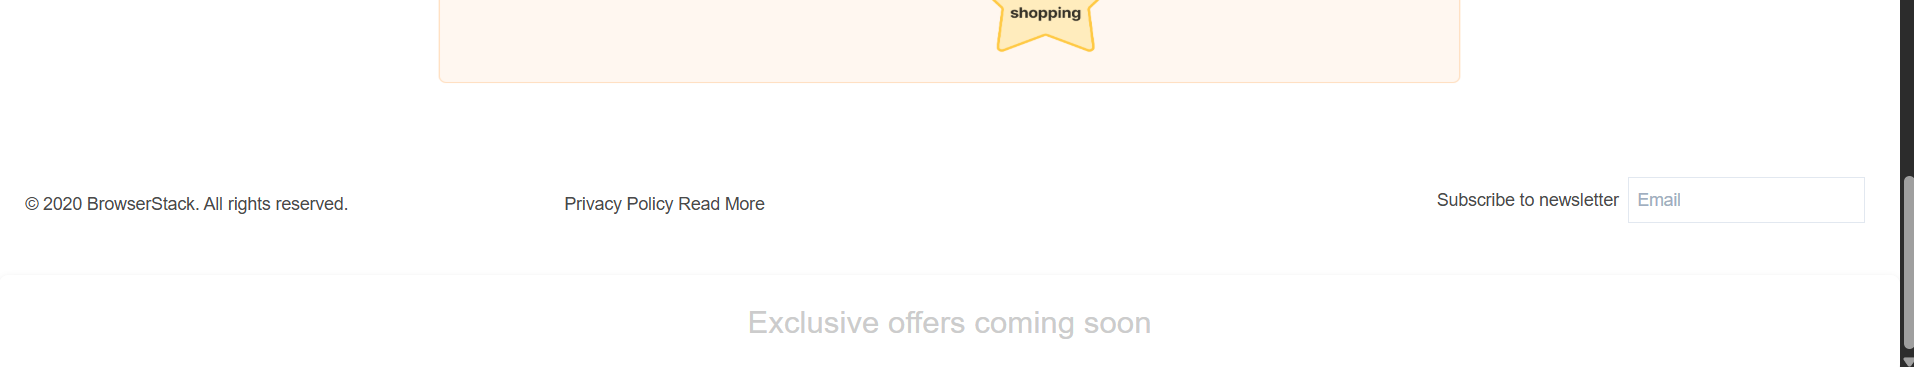 shopping
© 2020 BrowserStack. All rights reserved.
Privacy Policy Read More
Subscribe to newsletter
Email
Exclusive offers coming soon